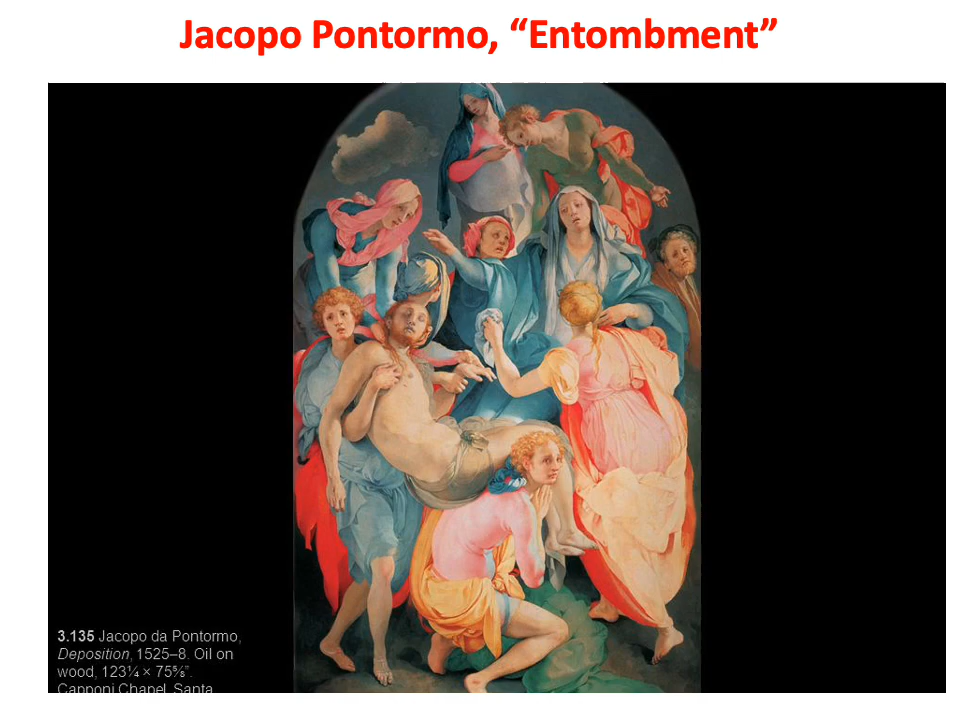 Jacopo Pontormo, “Entombment”
3.135 Jacopo da Pontormo,
Deposition, 1525–8. Oil on
wood, 123¼ × 75⅝”.
Capponi Chapel, Santa